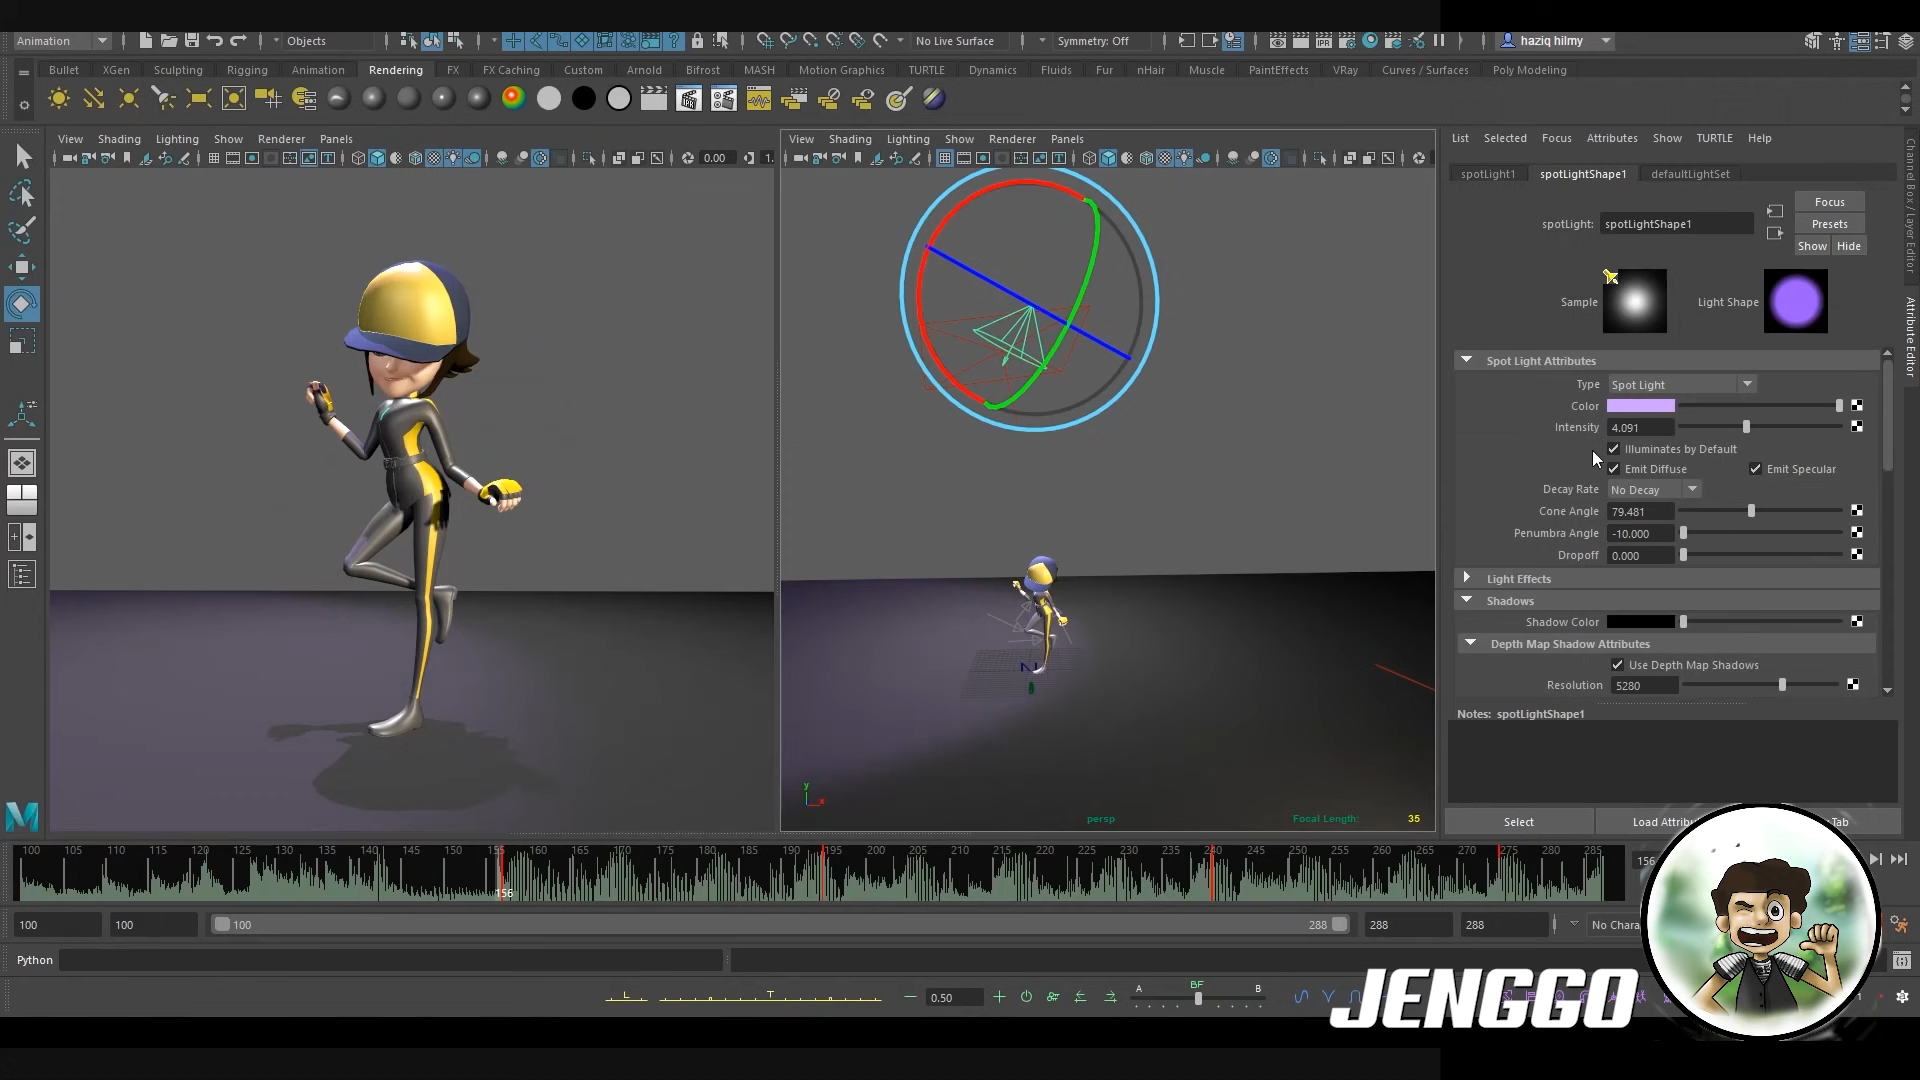 Animation
Objects
No Live Surface
Symmetry: Off
haziq hilmy
Bullet XGen Sculpting Rigging Animation Rendering FX FX Caching Custom Arnold Bifrost MASH Motion Graphics TURTLE Dynamics Fluids Fur nHair Muscle PaintEffects VRay Curves / Surfaces Poly Modeling
View Shading Lighting Show Renderer Panels
0.00
View Shading Lighting Show Renderer Panels
List Selected Focus Attributes Show TURTLE Help
spotLight1 spotLightShape1 defaultLightSet
Focus
spotLight: spotLightShape1
Presets
Show Hide
Sample
Light Shape
Spot Light Attributes
Type Spot Light
Color
Intensity 4.091
Illuminates by Default
Emit Diffuse Emit Specular
Decay Rate No Decay
Cone Angle 79.481
Penumbra Angle -10.000
Dropoff 0.000
Light Effects
Shadows
Shadow Color
Depth Map Shadow Attributes
Use Depth Map Shadows
Resolution 5280
Notes: spotLightShape1
Select
Load Attribu
Tab
Channel Box / Layer Editor
Attribute Editor
y
x
persp
Focal Length: 35
100 105 110 115 120 125 130 135 140 145 150 155 160 165 170 175 180 185 190 195 200 205 210 215 220 225 230 235 240 245 250 255 260 265 270 275 280 285
156
156
100 100 100 288 288 288 No Chara
Python
L T 0.50 A BF B
JENGGO